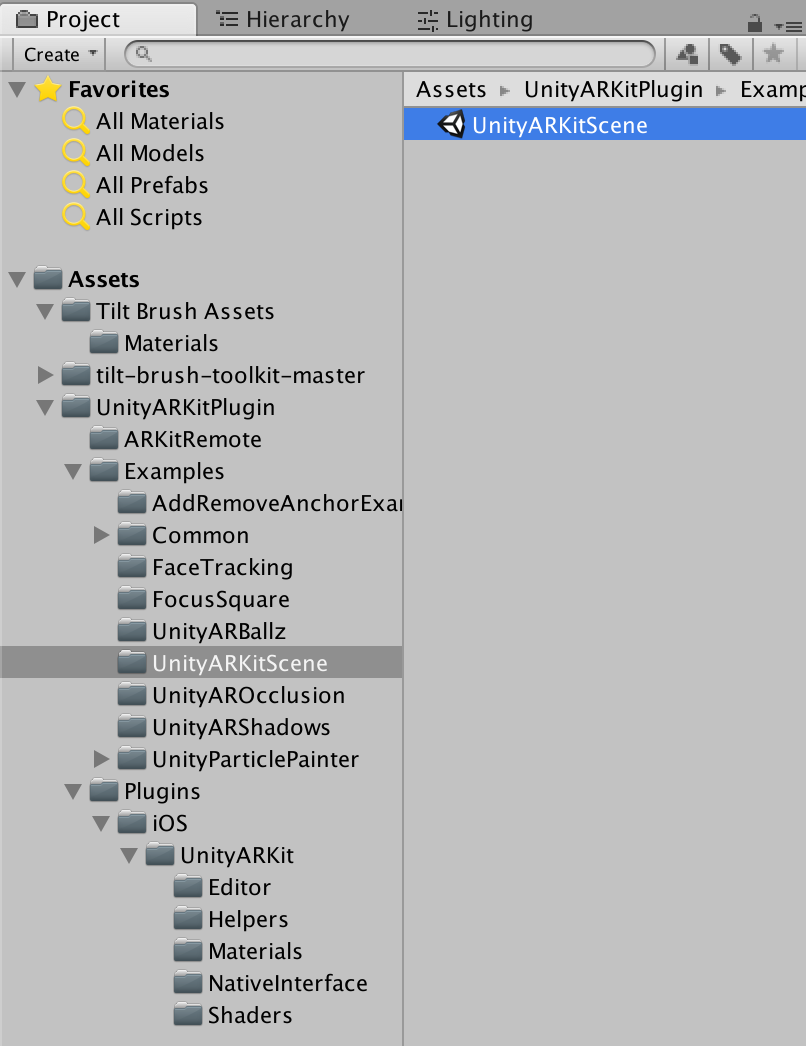 Project
Hierarchy
Lighting
Create
Favorites
All Materials
All Models
All Prefabs
All Scripts
Assets
Tilt Brush Assets
Materials
tilt-brush-toolkit-master
UnityARKitPlugin
ARKitRemote
Examples
AddRemoveAnchorExa
Common
FaceTracking
FocusSquare
UnityARBallz
UnityARKitScene
UnityAROcclusion
UnityARShadows
UnityParticlePainter
Plugins
iOS
UnityARKit
Editor
Helpers
Materials
NativeInterface
Shaders
Assets ▸ UnityARKitPlugin ▸ Examp
UnityARKitScene